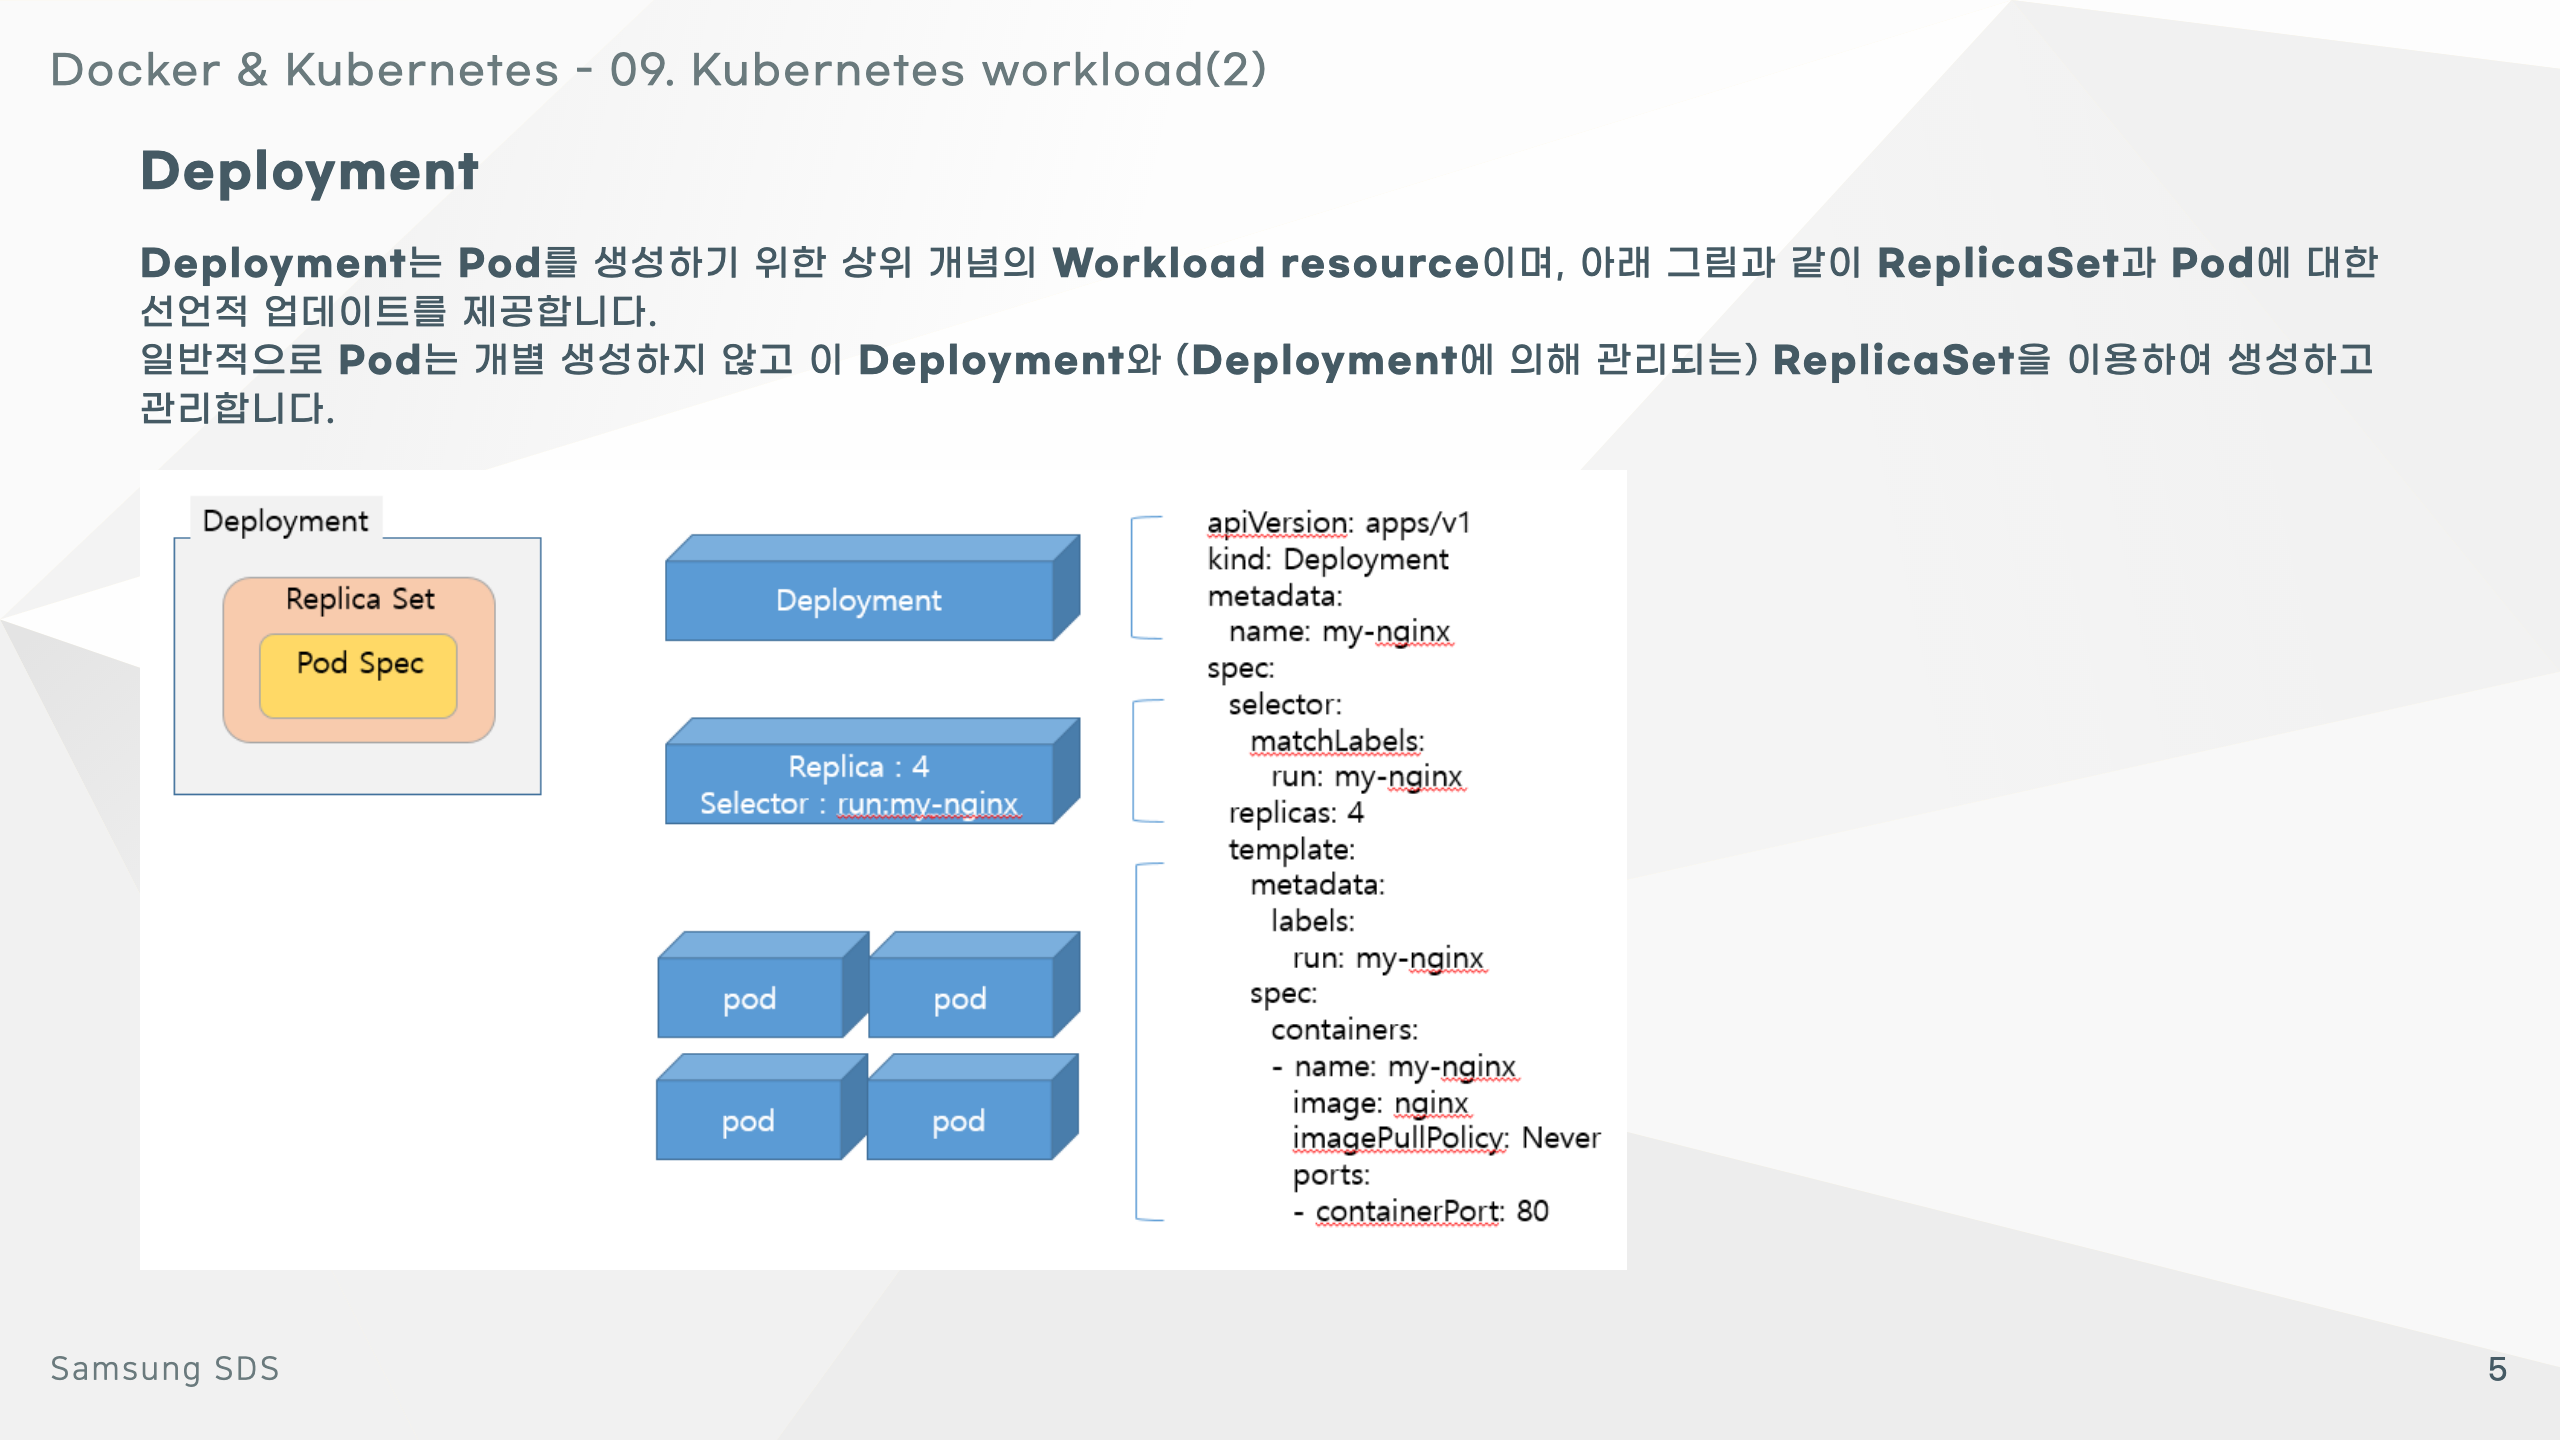 Docker & Kubernetes - 09. Kubernetes workload(2)
Deployment
Deployment는 Pod를 생성하기 위한 상위 개념의 Workload resource이며, 아래 그림과 같이 ReplicaSet과 Pod에 대한
선언적 업데이트를 제공합니다.
일반적으로 Pod는 개별 생성하지 않고 이 Deployment와 (Deployment에 의해 관리되는) ReplicaSet을 이용하여 생성하고
관리합니다.
Deployment
Replica Set
Pod Spec
Deployment
Replica : 4
Selector : run:my-nginx
pod
pod
pod
pod
apiVersion: apps/v1
kind: Deployment
metadata:
  name: my-nginx
spec:
  selector:
    matchLabels:
      run: my-nginx
  replicas: 4
  template:
    metadata:
      labels:
        run: my-nginx
    spec:
      containers:
      - name: my-nginx
        image: nginx
        imagePullPolicy: Never
        ports:
        - containerPort: 80
Samsung SDS
5